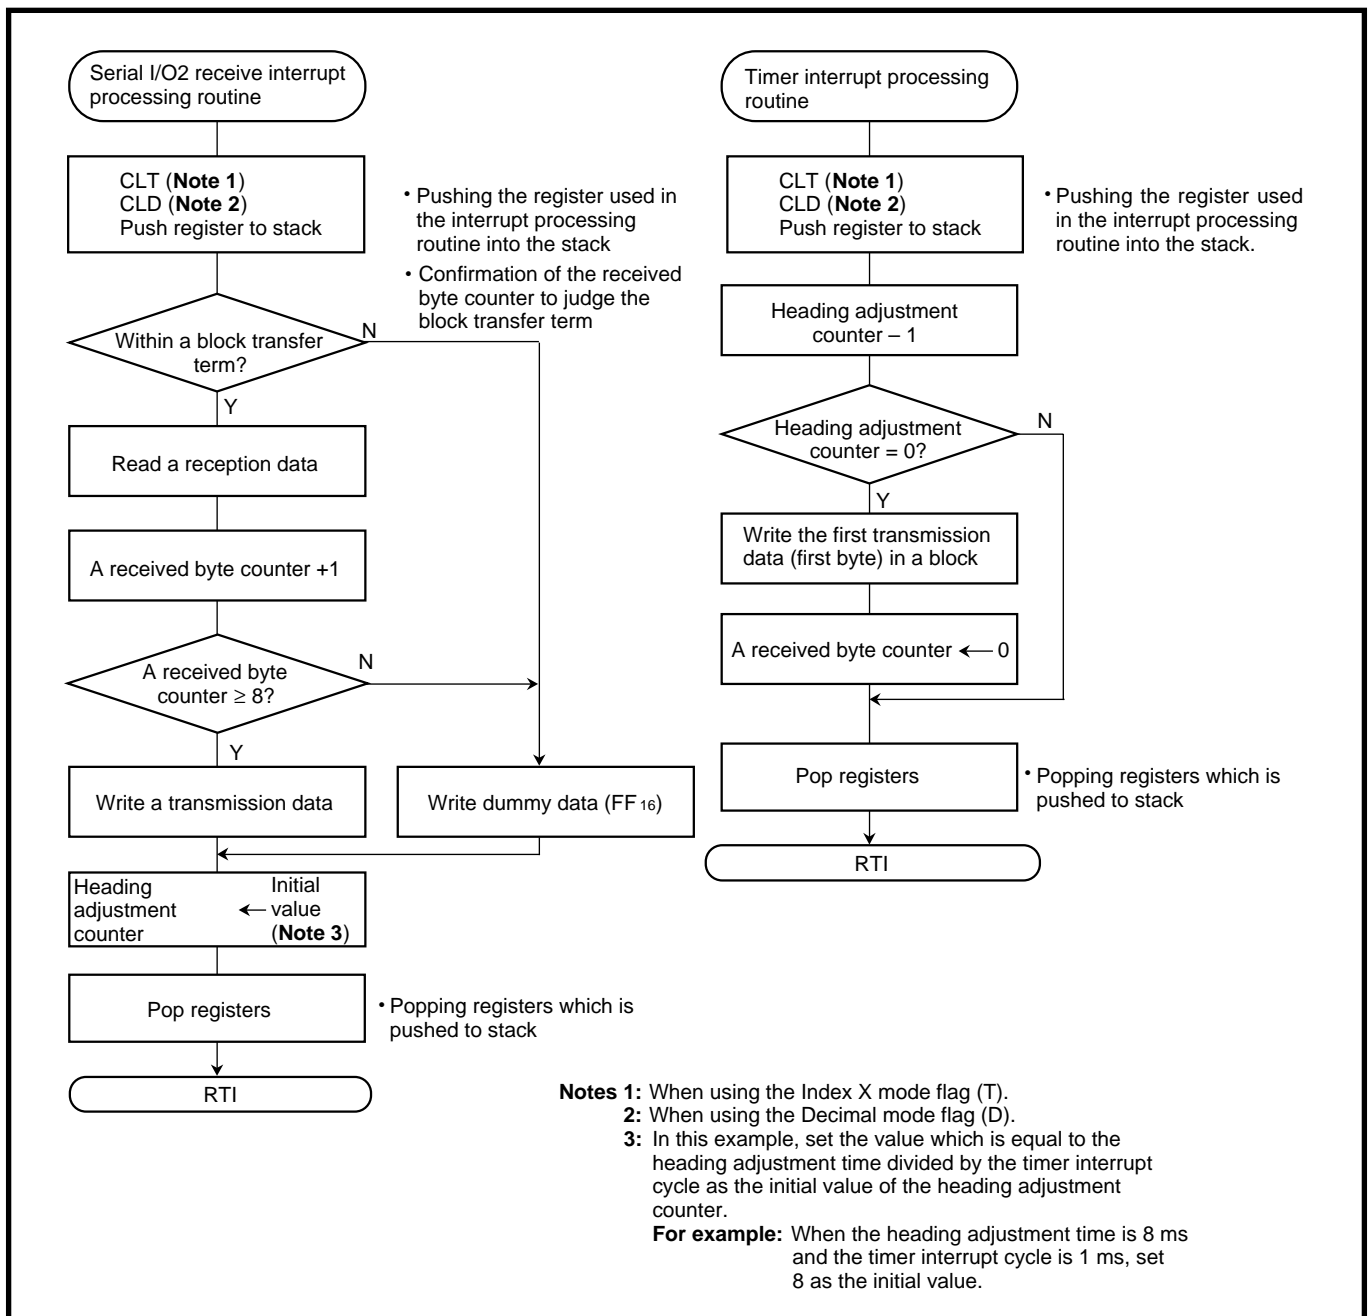 Serial I/O2 receive interrupt
processing routine
CLT (Note 1)
CLD (Note 2)
Push register to stack
• Pushing the register used in
the interrupt processing
routine into the stack
• Confirmation of the received
byte counter to judge the
block transfer term
Within a block transfer
term?
N
Y
Read a reception data
A received byte counter +1
A received byte
counter ≥ 8?
N
Y
Write a transmission data
Write dummy data (FF16)
Heading
adjustment
counter
← Initial
value
(Note 3)
Pop registers
• Popping registers which is
pushed to stack
RTI
Timer interrupt processing
routine
CLT (Note 1)
CLD (Note 2)
Push register to stack
• Pushing the register used
in the interrupt processing
routine into the stack.
Heading adjustment
counter – 1
Heading adjustment
counter = 0?
N
Y
Write the first transmission
data (first byte) in a block
A received byte counter ← 0
Pop registers
• Popping registers which is
pushed to stack
RTI
Notes 1: When using the Index X mode flag (T).
2: When using the Decimal mode flag (D).
3: In this example, set the value which is equal to the
heading adjustment time divided by the timer interrupt
cycle as the initial value of the heading adjustment
counter.
For example: When the heading adjustment time is 8 ms
and the timer interrupt cycle is 1 ms, set
8 as the initial value.